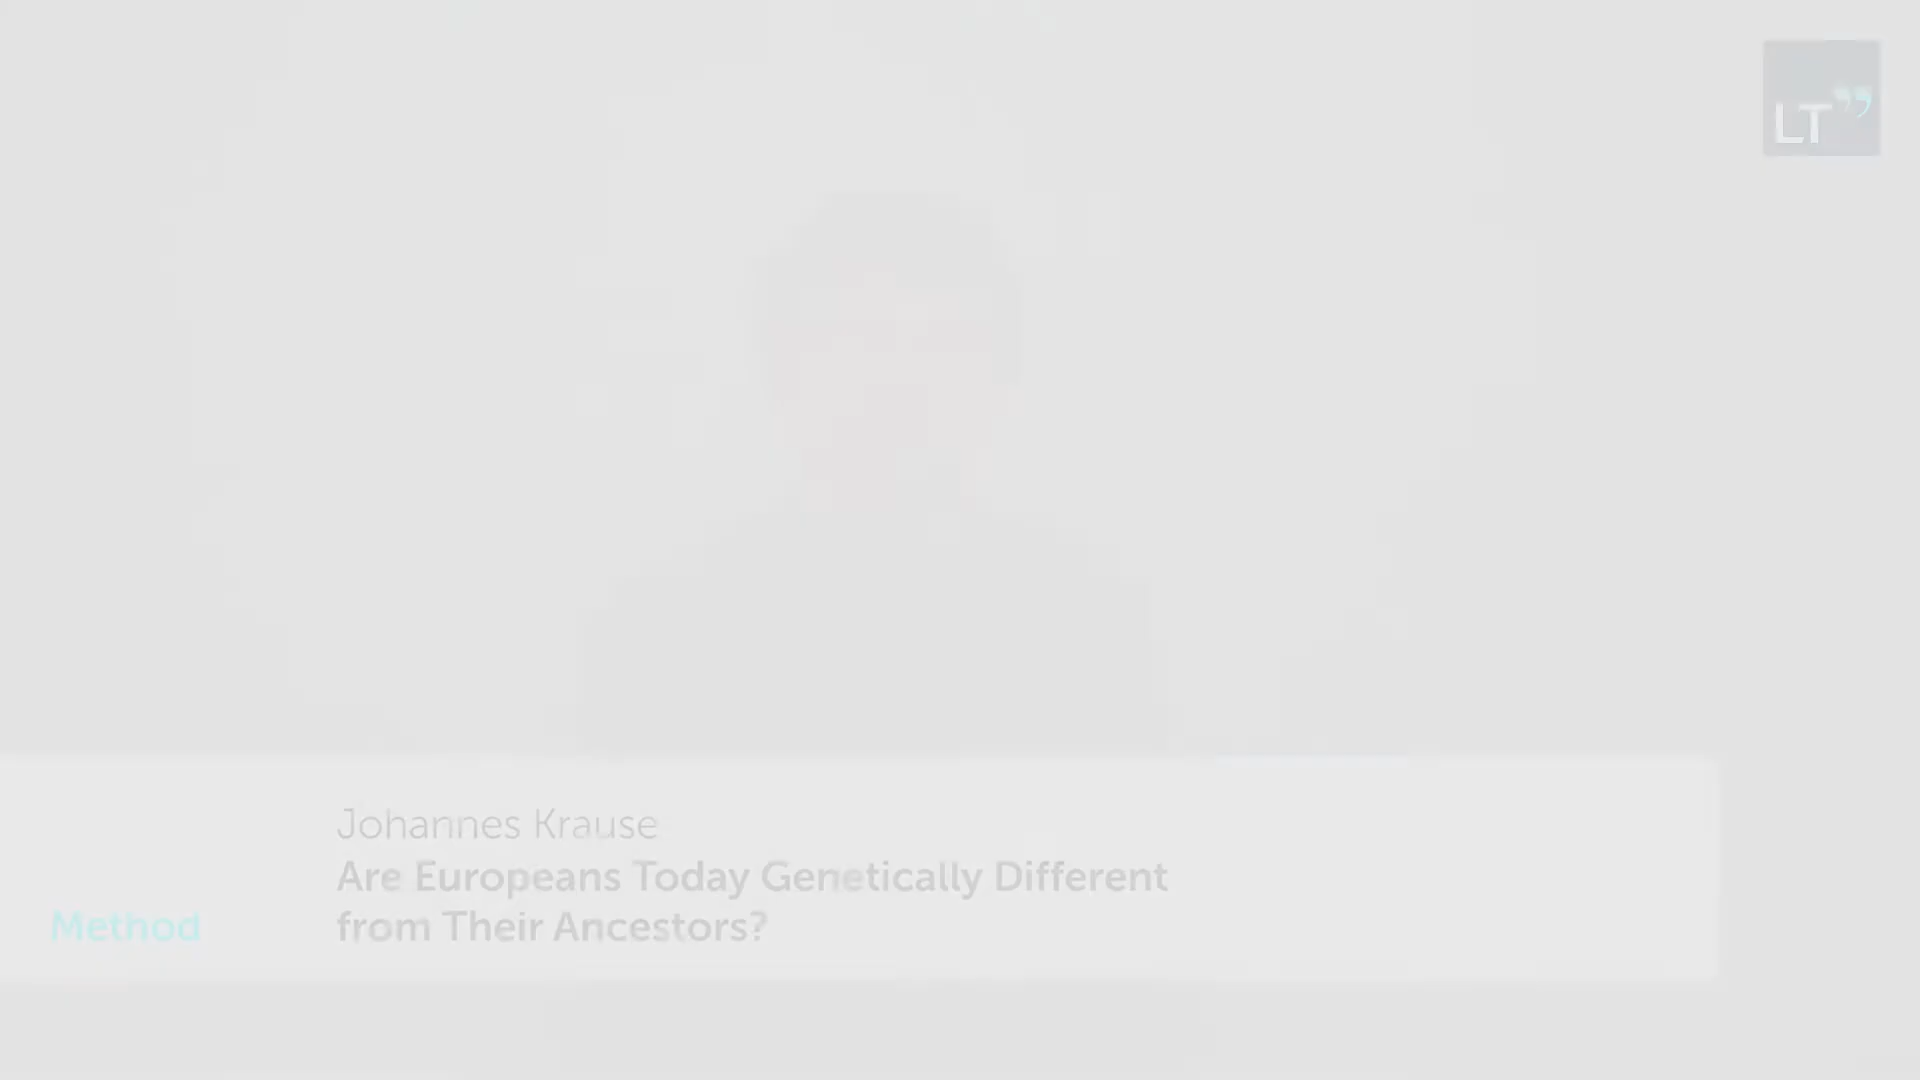 LT”
Johannes Krause
Are Europeans Today Genetically Different
from Their Ancestors?
Method